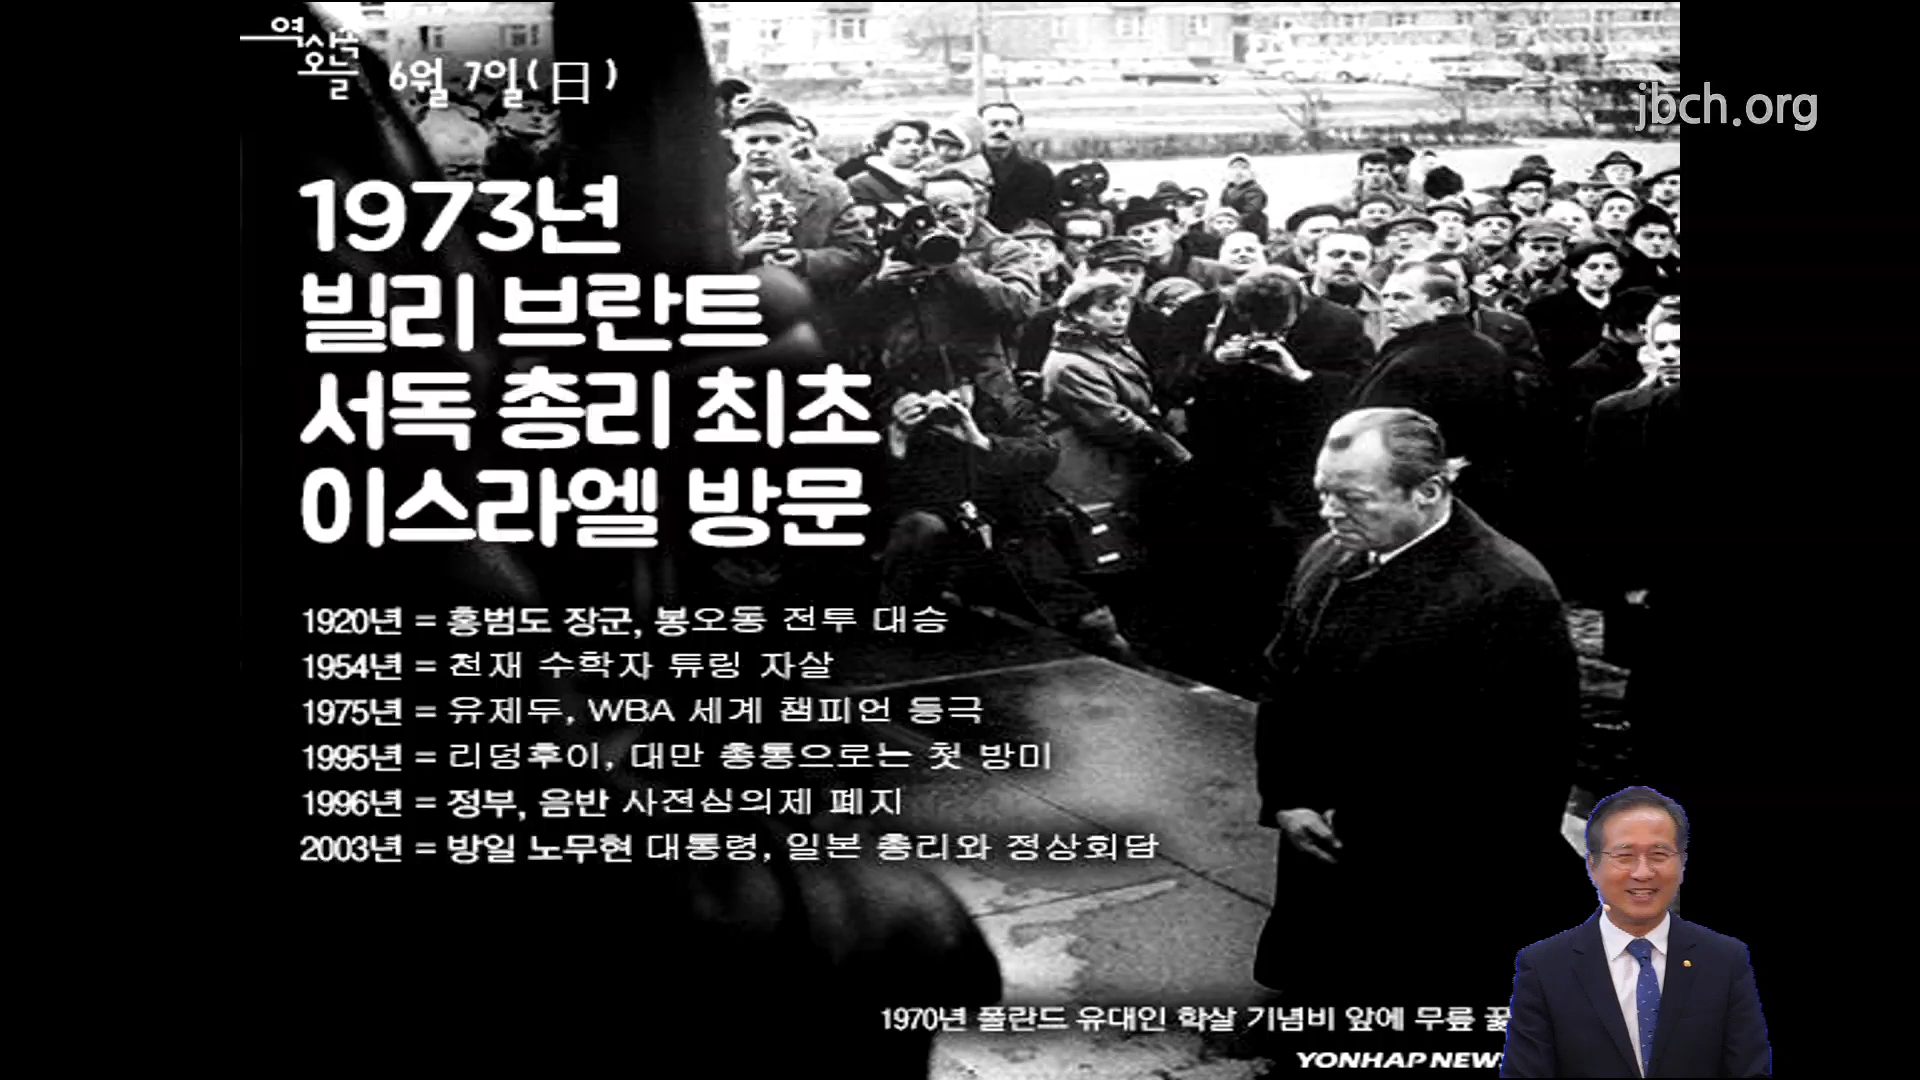 역사속
오늘
6월 7일(日)
jbch.org
1973년
빌리 브란트
서독 총리 최초
이스라엘 방문
1920년 = 홍범도 장군, 봉오동 전투 대승
1954년 = 천재 수학자 튜링 자살
1975년 = 유제두, WBA 세계 챔피언 등극
1995년 = 리덩후이, 대만 총통으로는 첫 방미
1996년 = 정부, 음반 사전심의제 폐지
2003년 = 방일 노무현 대통령, 일본 총리와 정상회담
1970년 폴란드 유대인 학살 기념비 앞에 무릎 꿇
YONHAP NEWS